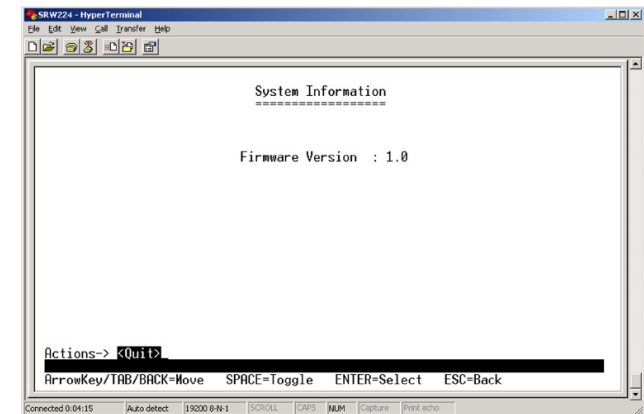 SRW224 - HyperTerminal
File Edit View Call Transfer Help
System Information
==================
Firmware Version : 1.0
Actions-> <Quit>
ArrowKey/TAB/BACK=Move SPACE=Toggle ENTER=Select ESC=Back
Connected 0:04:15 Auto detect 19200 8-N-1 SCROLL CAPS NUM Capture Print echo